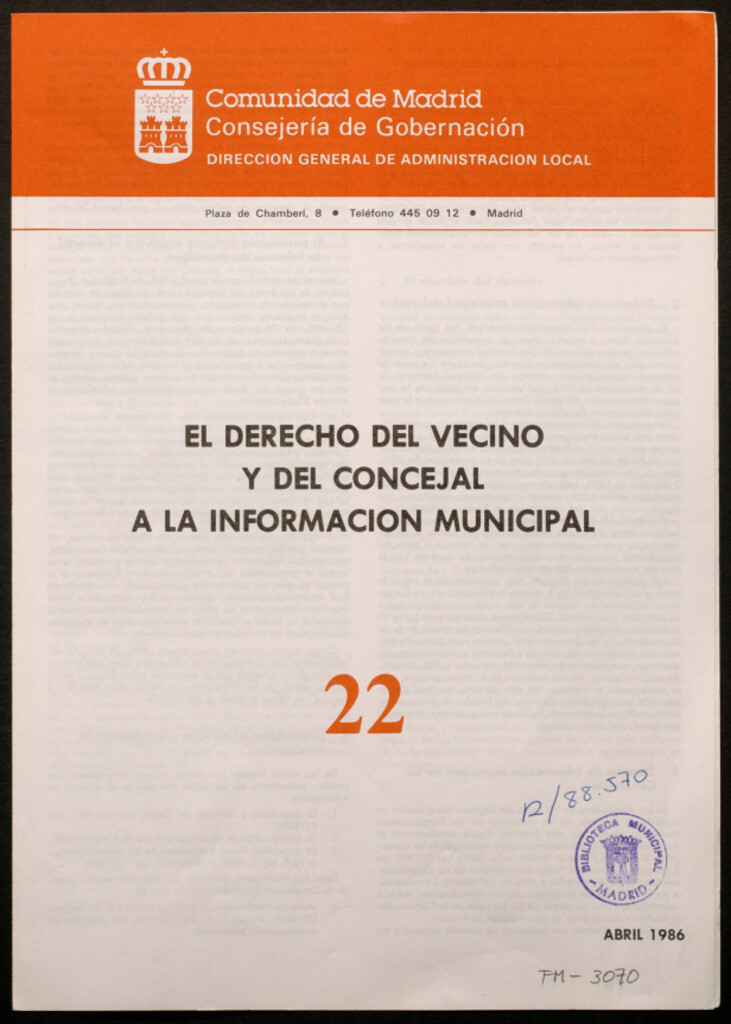 Comunidad de Madrid
Consejería de Gobernación
DIRECCION GENERAL DE ADMINISTRACION LOCAL
Plaza de Chamberí, 8 ● Teléfono 445 09 12 ● Madrid
EL DERECHO DEL VECINO
Y DEL CONCEJAL
A LA INFORMACION MUNICIPAL
22
R/88.570
BIBLIOTECA MUNICIPAL
- MADRID -
ABRIL 1986
FM- 3070